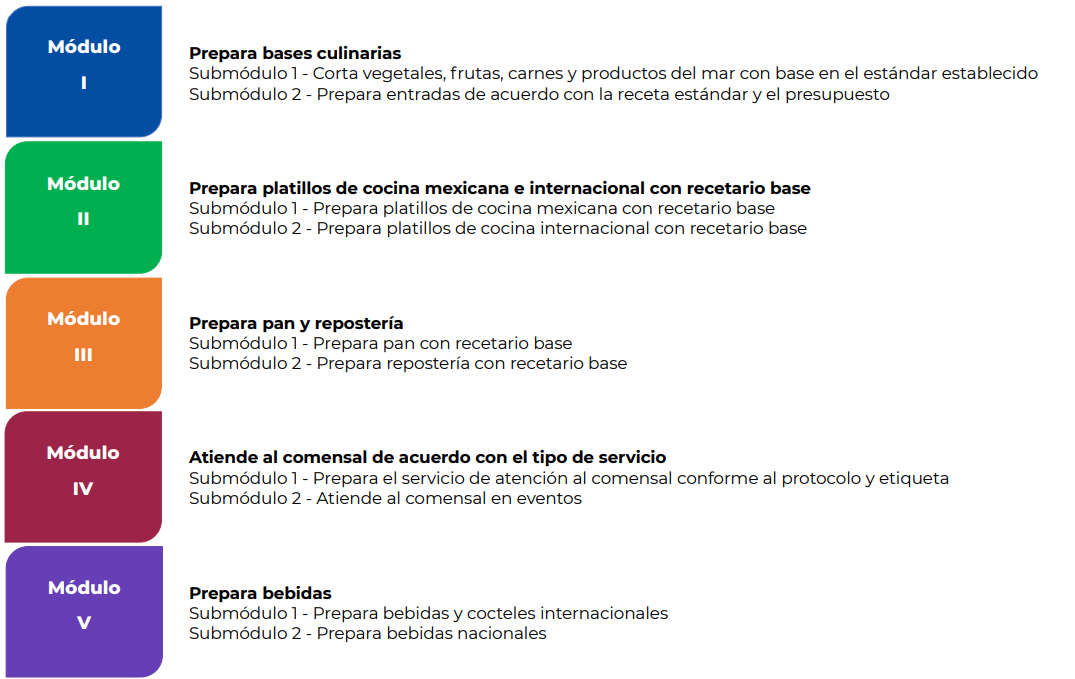 Módulo
I
Prepara bases culinarias
Submódulo 1 - Corta vegetales, frutas, carnes y productos del mar con base en el estándar establecido
Submódulo 2 - Prepara entradas de acuerdo con la receta estándar y el presupuesto
Módulo
II
Prepara platillos de cocina mexicana e internacional con recetario base
Submódulo 1 - Prepara platillos de cocina mexicana con recetario base
Submódulo 2 - Prepara platillos de cocina internacional con recetario base
Módulo
III
Prepara pan y repostería
Submódulo 1 - Prepara pan con recetario base
Submódulo 2 - Prepara repostería con recetario base
Módulo
IV
Atiende al comensal de acuerdo con el tipo de servicio
Submódulo 1 - Prepara el servicio de atención al comensal conforme al protocolo y etiqueta
Submódulo 2 - Atiende al comensal en eventos
Módulo
V
Prepara bebidas
Submódulo 1 - Prepara bebidas y cocteles internacionales
Submódulo 2 - Prepara bebidas nacionales